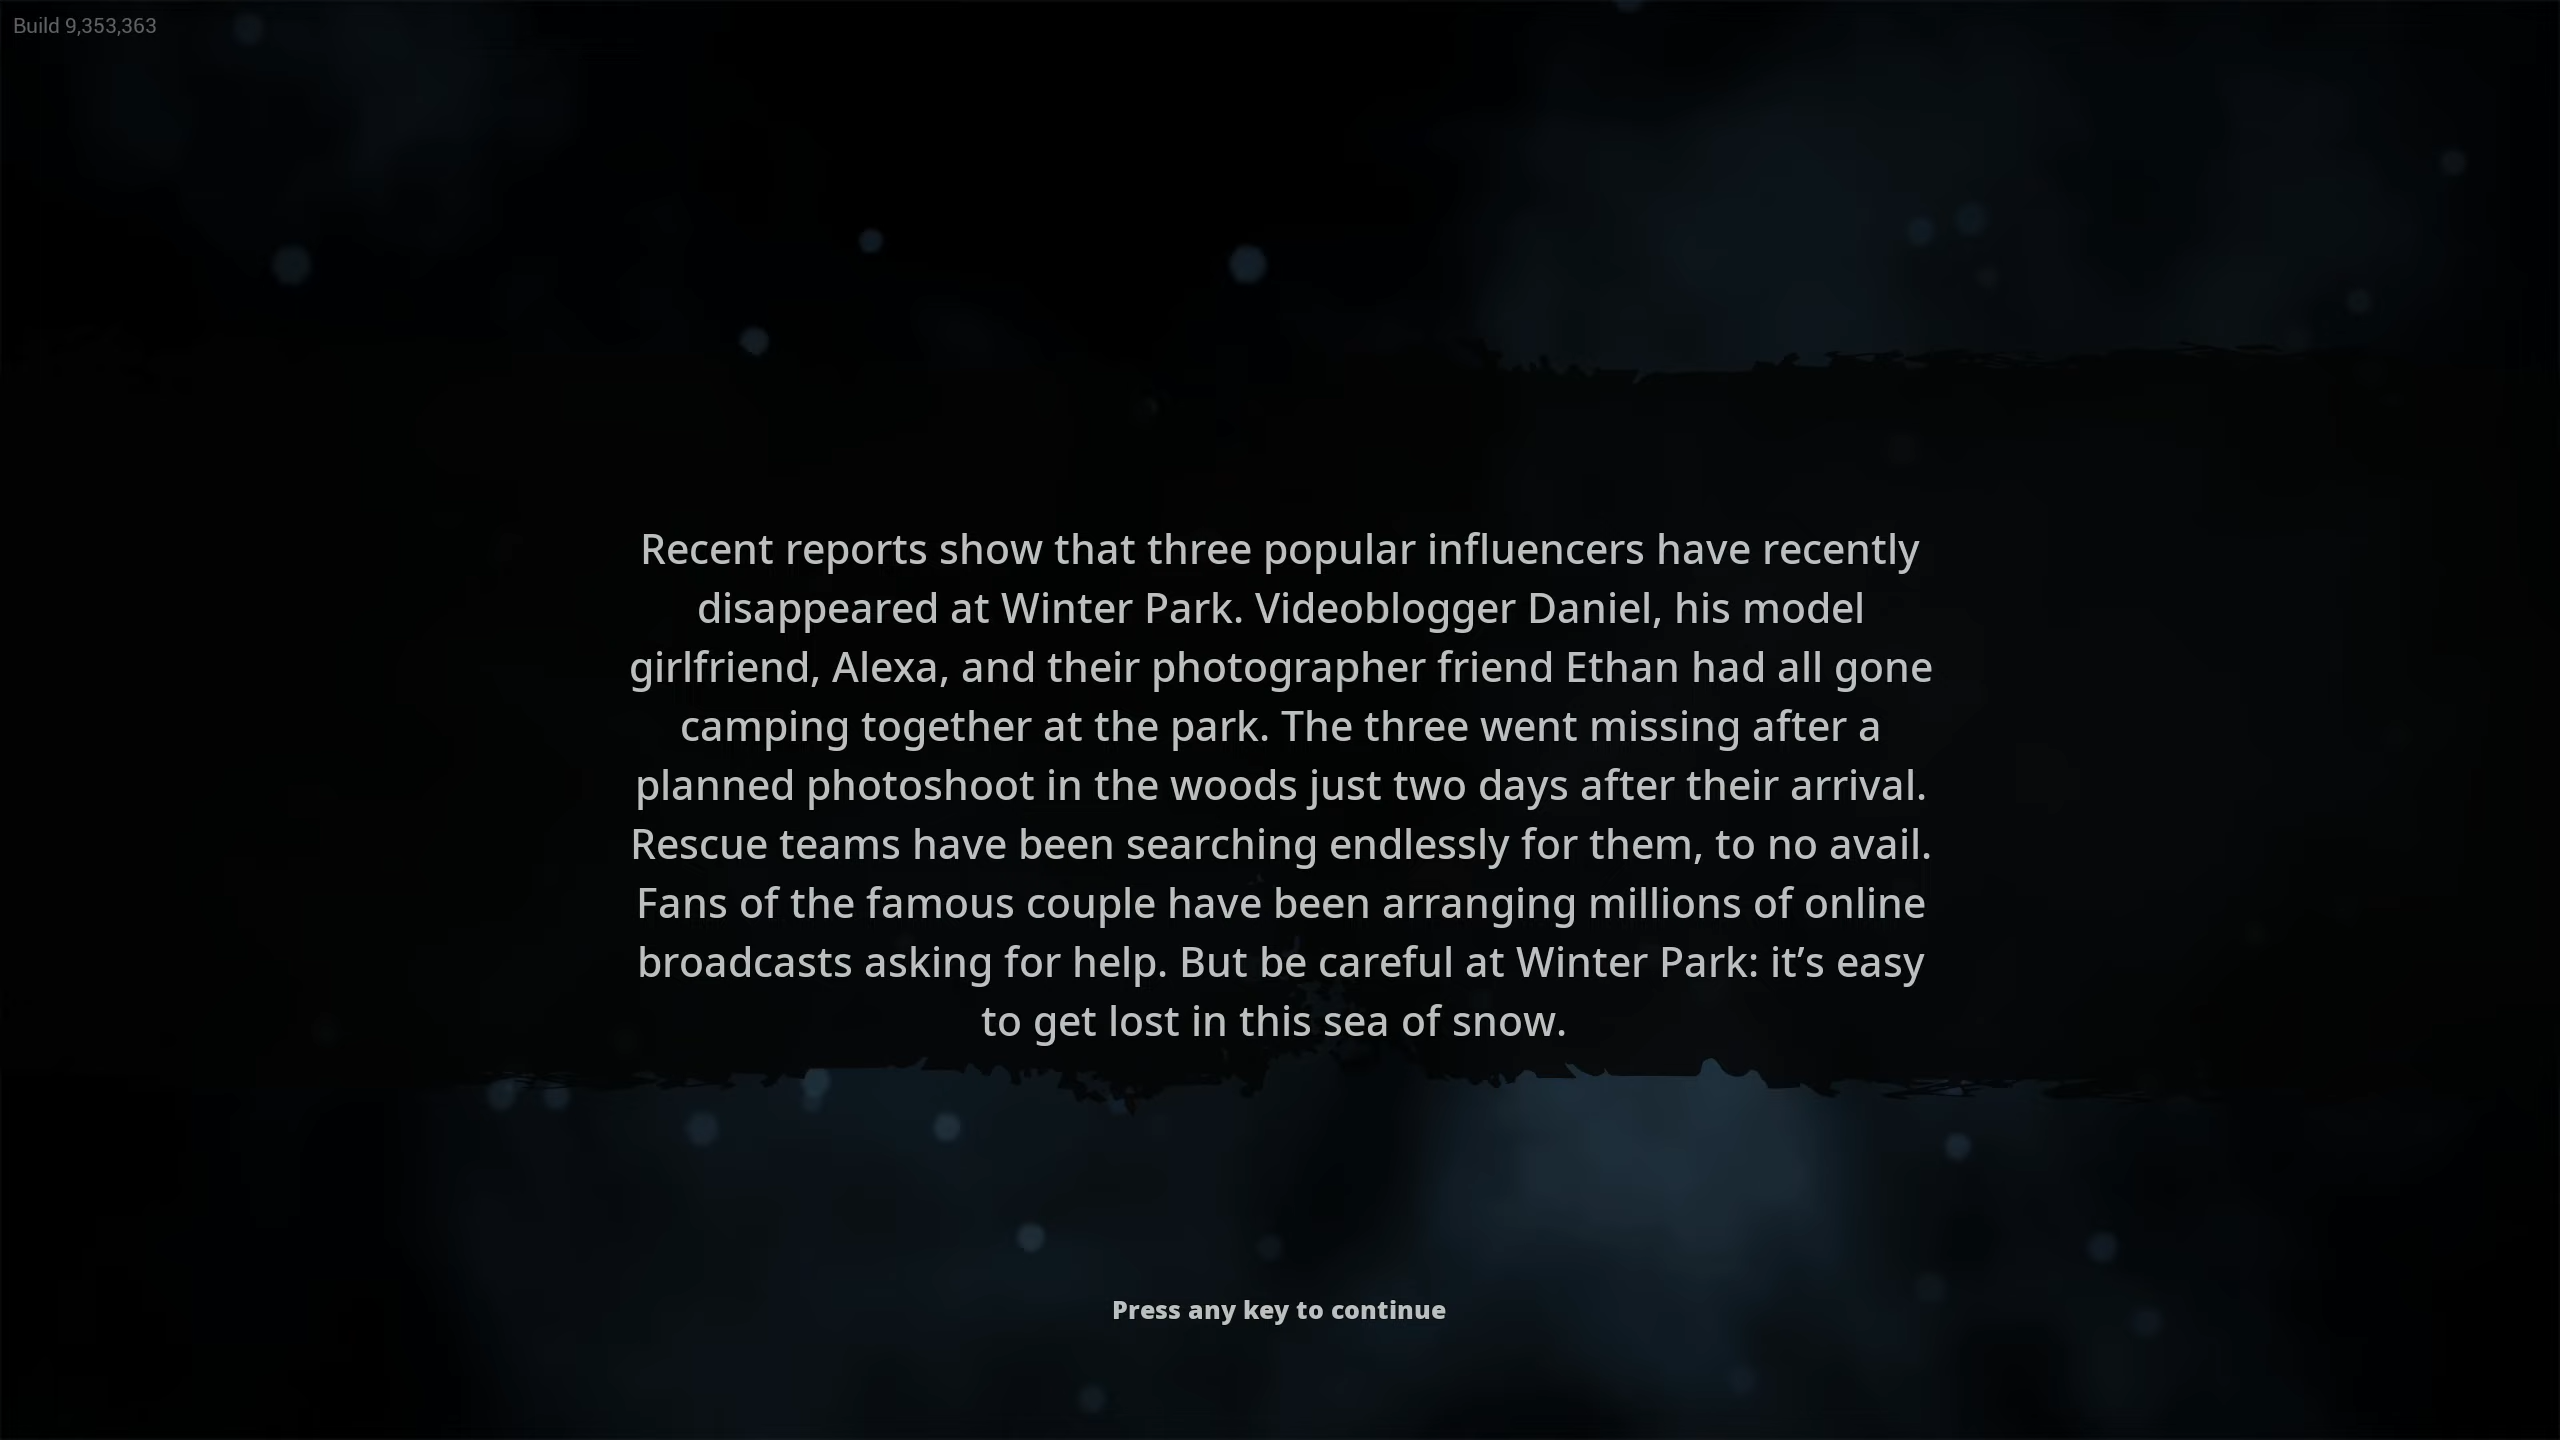 Build 9,353,363
Recent reports show that three popular influencers have recently
disappeared at Winter Park. Videoblogger Daniel, his model
girlfriend, Alexa, and their photographer friend Ethan had all gone
camping together at the park. The three went missing after a
planned photoshoot in the woods just two days after their arrival.
Rescue teams have been searching endlessly for them, to no avail.
Fans of the famous couple have been arranging millions of online
broadcasts asking for help. But be careful at Winter Park: it’s easy
to get lost in this sea of snow.
Press any key to continue